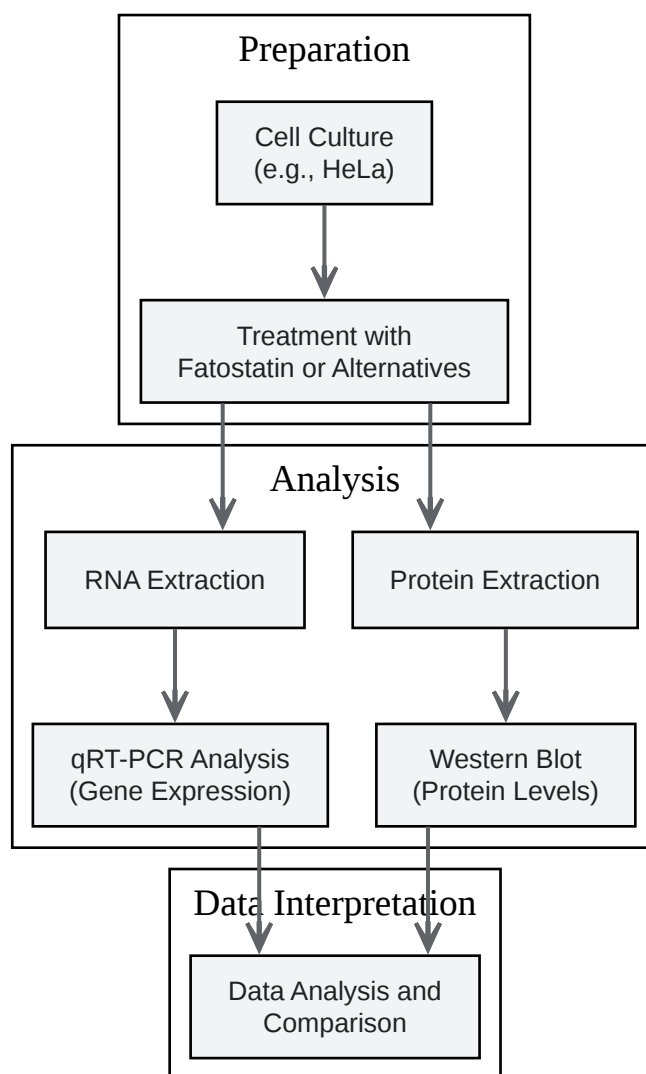 Preparation
Cell Culture
(e.g., HeLa)
Treatment with
Fatostatin or Alternatives
Analysis
RNA Extraction
Protein Extraction
qRT-PCR Analysis
(Gene Expression)
Western Blot
(Protein Levels)
Data Interpretation
Data Analysis and
Comparison